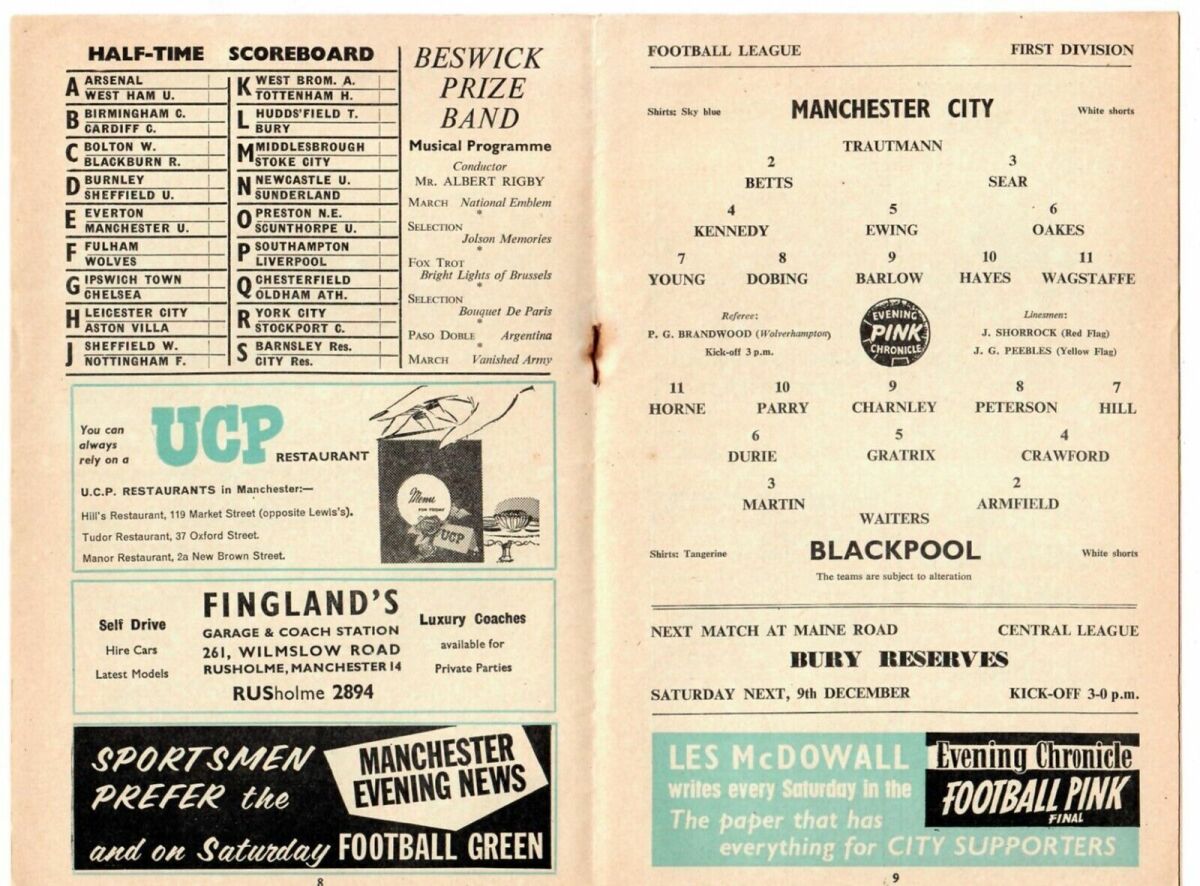 HALF-TIME SCOREBOARD
A ARSENAL
WEST HAM U.
B BIRMINGHAM C.
CARDIFF C.
C BOLTON W.
BLACKBURN R.
D BURNLEY
SHEFFIELD U.
E EVERTON
MANCHESTER U.
F FULHAM
WOLVES
G IPSWICH TOWN
CHELSEA
H LEICESTER CITY
ASTON VILLA
J SHEFFIELD W.
NOTTINGHAM F.
K WEST BROM. A.
TOTTENHAM H.
L HUDDS'FIELD T.
BURY
M MIDDLESBROUGH
STOKE CITY
N NEWCASTLE U.
SUNDERLAND
O PRESTON N.E.
SCUNTHORPE U.
P SOUTHAMPTON
LIVERPOOL
Q CHESTERFIELD
OLDHAM ATH.
R YORK CITY
STOCKPORT C.
S BARNSLEY Res.
CITY Res.
BESWICK
PRIZE
BAND
Musical Programme
Conductor
MR. ALBERT RIGBY
MARCH National Emblem
*
SELECTION
Jolson Memories
*
FOX TROT
Bright Lights of Brussels
*
SELECTION
Bouquet De Paris
*
PASO DOBLE Argentina
*
MARCH Vanished Army
You can
always
rely on a
UCP RESTAURANT
U.C.P. RESTAURANTS in Manchester:—
Hill's Restaurant, 119 Market Street (opposite Lewis's).
Tudor Restaurant, 37 Oxford Street.
Manor Restaurant, 2a New Brown Street.
Menu
FOR TODAY
UCP
Self Drive
Hire Cars
Latest Models
FINGLAND'S
GARAGE & COACH STATION
261, WILMSLOW ROAD
RUSHOLME, MANCHESTER 14
RUSholme 2894
Luxury Coaches
available for
Private Parties
SPORTSMEN
PREFER the
MANCHESTER
EVENING NEWS
and on Saturday FOOTBALL GREEN
8
FOOTBALL LEAGUE FIRST DIVISION
Shirts: Sky blue MANCHESTER CITY White shorts
TRAUTMANN
2 3
BETTS SEAR
4 5 6
KENNEDY EWING OAKES
7 8 9 10 11
YOUNG DOBING BARLOW HAYES WAGSTAFFE
Referee:
P. G. BRANDWOOD (Wolverhampton)
Kick-off 3 p.m.
EVENING
PINK
CHRONICLE
Linesmen:
J. SHORROCK (Red Flag)
J. G. PEEBLES (Yellow Flag)
11 10 9 8 7
HORNE PARRY CHARNLEY PETERSON HILL
6 5 4
DURIE GRATRIX CRAWFORD
3 2
MARTIN ARMFIELD
WAITERS
Shirts: Tangerine BLACKPOOL White shorts
The teams are subject to alteration
NEXT MATCH AT MAINE ROAD CENTRAL LEAGUE
BURY RESERVES
SATURDAY NEXT, 9th DECEMBER KICK-OFF 3-0 p.m.
LES McDOWALL
writes every Saturday in the
The paper that has
everything for CITY SUPPORTERS
Evening Chronicle
FOOTBALL PINK
FINAL
9